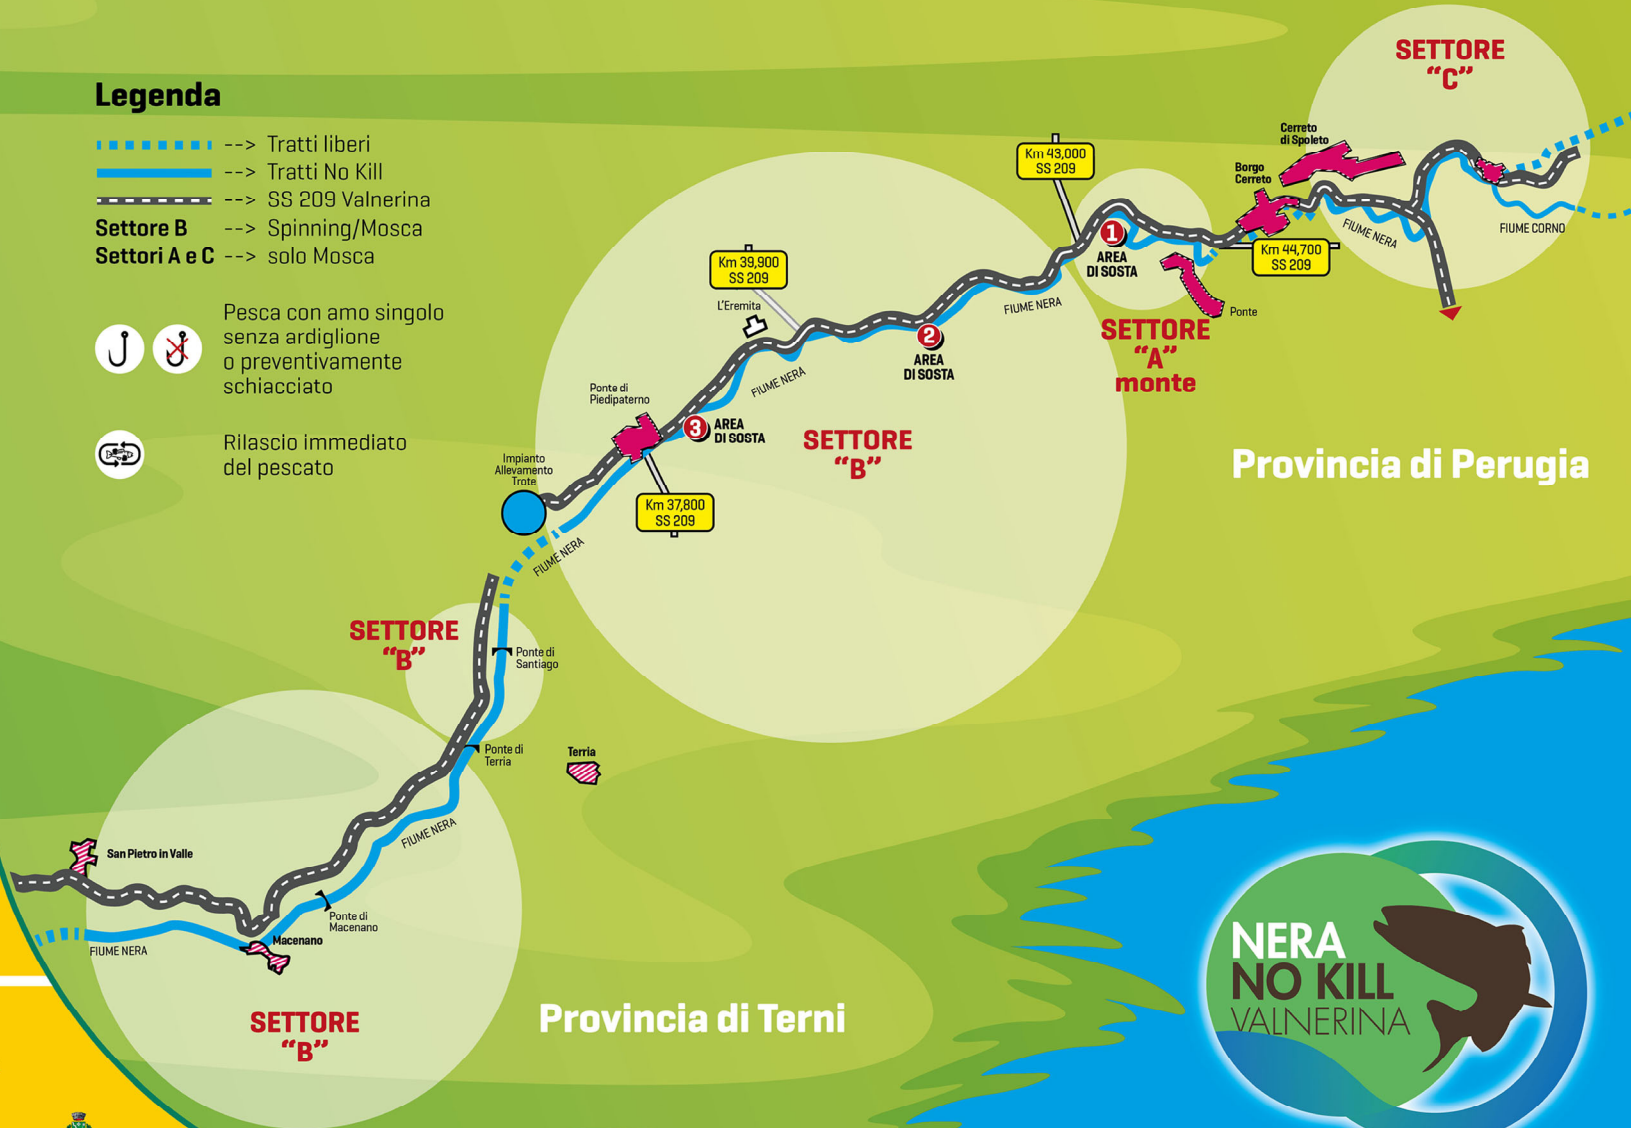 Legenda
--> Tratti liberi
--> Tratti No Kill
--> SS 209 Valnerina
Settore B --> Spinning/Mosca
Settori A e C --> solo Mosca
Pesca con amo singolo
senza ardiglione
o preventivamente
schiacciato
Rilascio immediato
del pescato
SETTORE
“C”
Cerreto
di Spoleto
Borgo
Cerreto
FIUME NERA
FIUME CORNO
Km 43,000
SS 209
Km 44,700
SS 209
1
AREA
DI SOSTA
Ponte
SETTORE
“A”
monte
Km 39,900
SS 209
L'Eremita
FIUME NERA
2
AREA
DI SOSTA
FIUME NERA
Ponte di
Piedipaterno
3
AREA
DI SOSTA
SETTORE
“B”
Provincia di Perugia
Impianto
Allevamento
Trote
Km 37,800
SS 209
FIUME NERA
SETTORE
“B”
Ponte di
Santiago
Ponte di
Terria
Terria
FIUME NERA
San Pietro in Valle
Ponte di
Macenano
Macenano
FIUME NERA
SETTORE
“B”
Provincia di Terni
NERA
NO KILL
VALNERINA